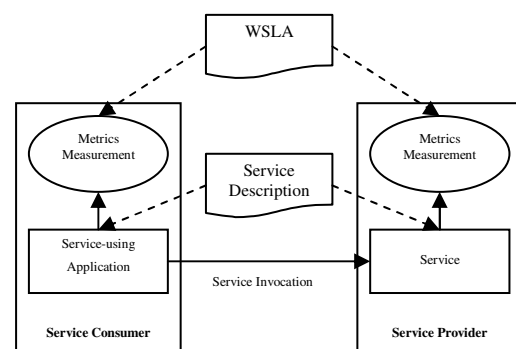 WSLA
Metrics
Measurement
Metrics
Measurement
Service
Description
Service-using
Application
Service
Service Invocation
Service Consumer
Service Provider